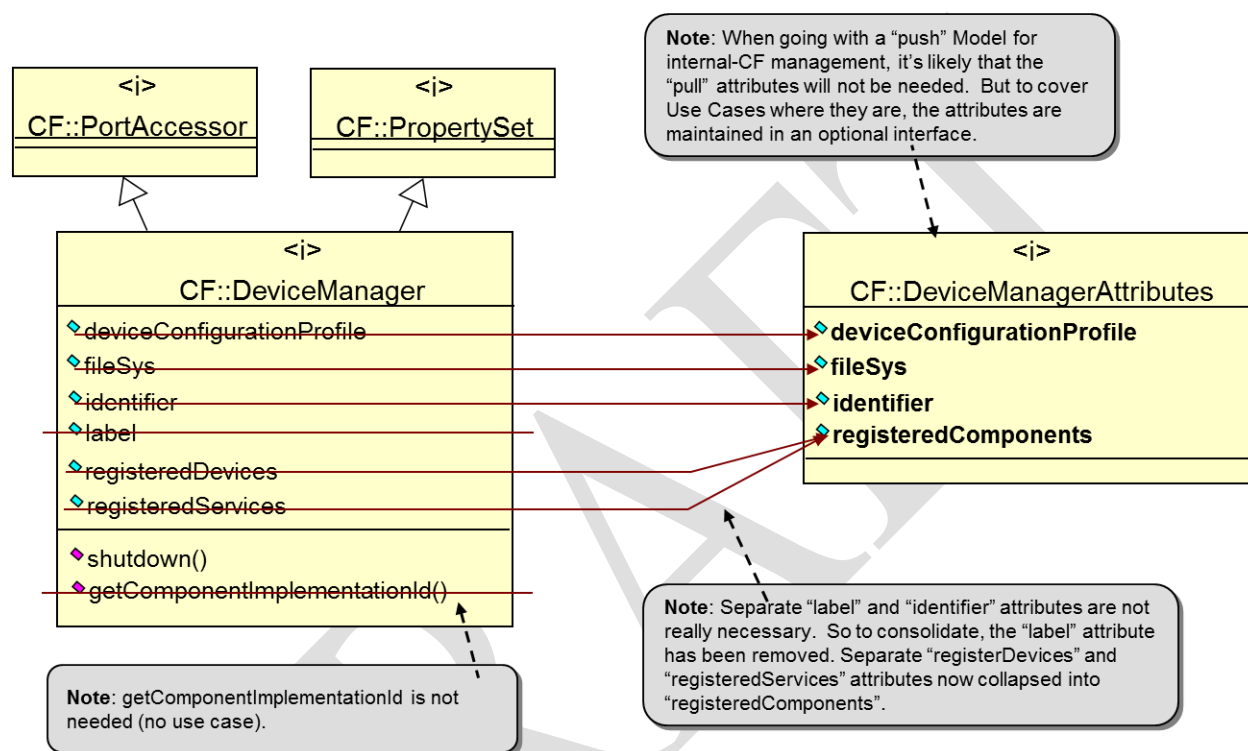 Note: When going with a “push” Model for
internal-CF management, it’s likely that the
“pull” attributes will not be needed.  But to cover
Use Cases where they are, the attributes are
maintained in an optional interface.
<i>
CF::PortAccessor
<i>
CF::PropertySet
<i>
CF::DeviceManager
deviceConfigurationProfile
fileSys
identifier
label
registeredDevices
registeredServices
shutdown()
getComponentImplementationId()
<i>
CF::DeviceManagerAttributes
deviceConfigurationProfile
fileSys
identifier
registeredComponents
Note: getComponentImplementationId is not
needed (no use case).
Note: Separate “label” and “identifier” attributes are not
really necessary.  So to consolidate, the “label” attribute
has been removed. Separate “registerDevices” and
“registeredServices” attributes now collapsed into
“registeredComponents”.
DRAFT